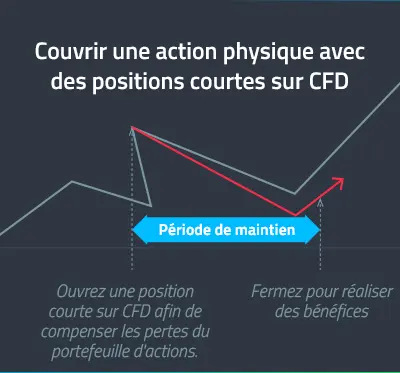 Couvrir une action physique avec
des positions courtes sur CFD
Période de maintien
Ouvrez une position
courte sur CFD afin de
compenser les pertes du
portefeuille d'actions.
Fermez pour réaliser
des bénéfices